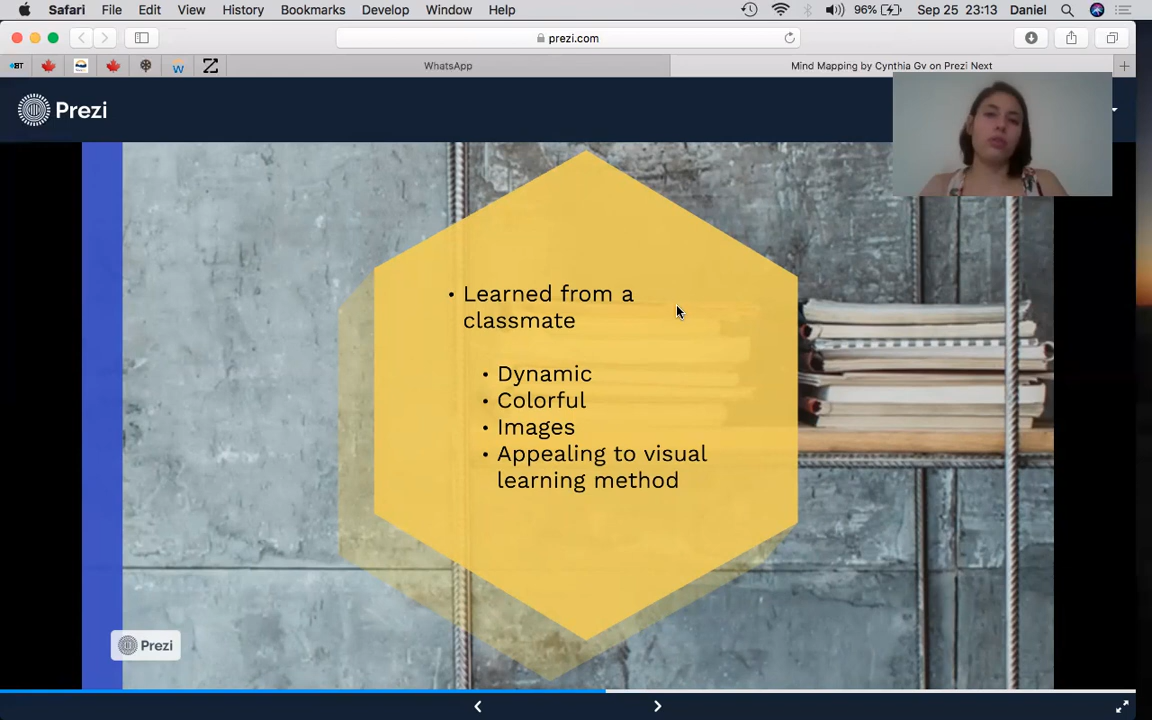 Safari File Edit View History Bookmarks Develop Window Help 96% Sep 25 23:13 Daniel
prezi.com
BT w Z WhatsApp Mind Mapping by Cynthia Gv on Prezi Next +
Prezi
• Learned from a
classmate
• Dynamic
• Colorful
• Images
• Appealing to visual
learning method
Prezi